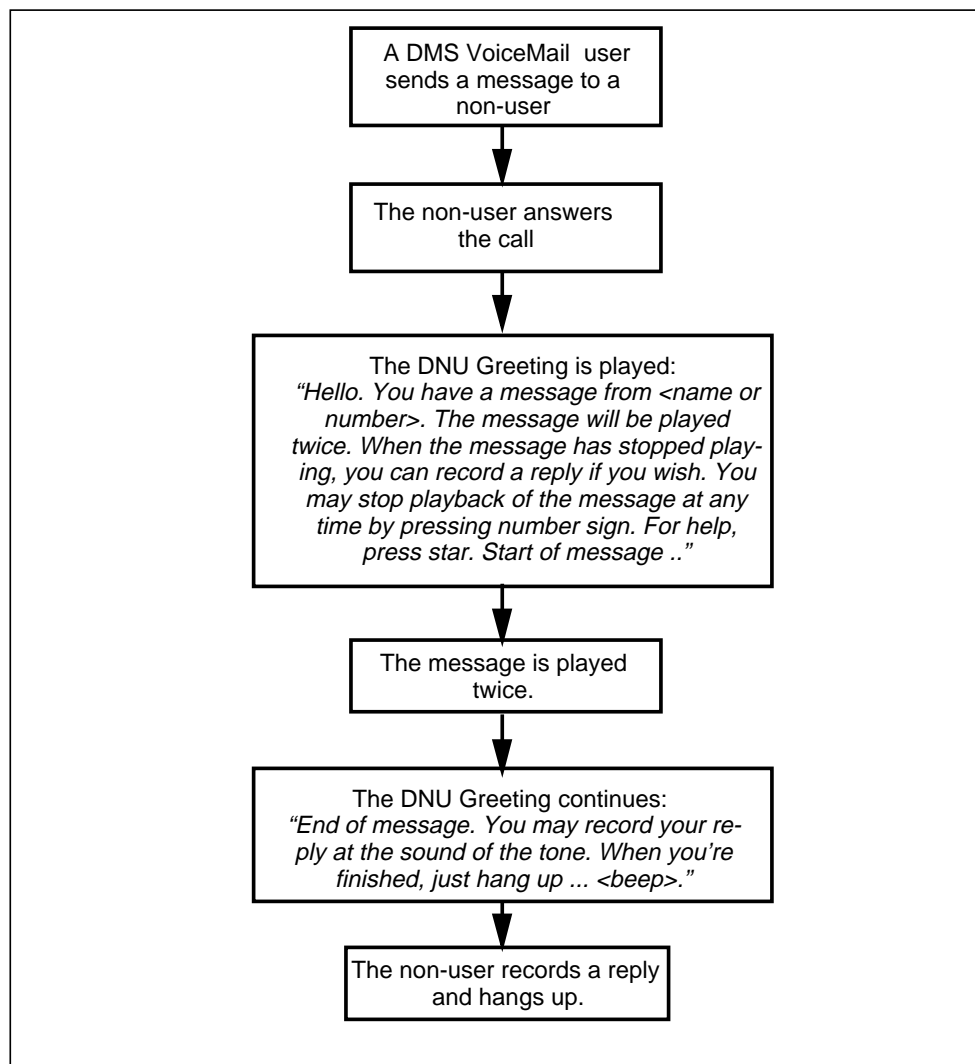 A DMS VoiceMail user
sends a message to a
non-user
The non-user answers
the call
The DNU Greeting is played:
“Hello. You have a message from <name or
number>. The message will be played
twice. When the message has stopped play-
ing, you can record a reply if you wish. You
may stop playback of the message at any
time by pressing number sign. For help,
press star. Start of message ..”
The message is played
twice.
The DNU Greeting continues:
“End of message. You may record your re-
ply at the sound of the tone. When you’re
finished, just hang up ... <beep>.”
The non-user records a reply
and hangs up.